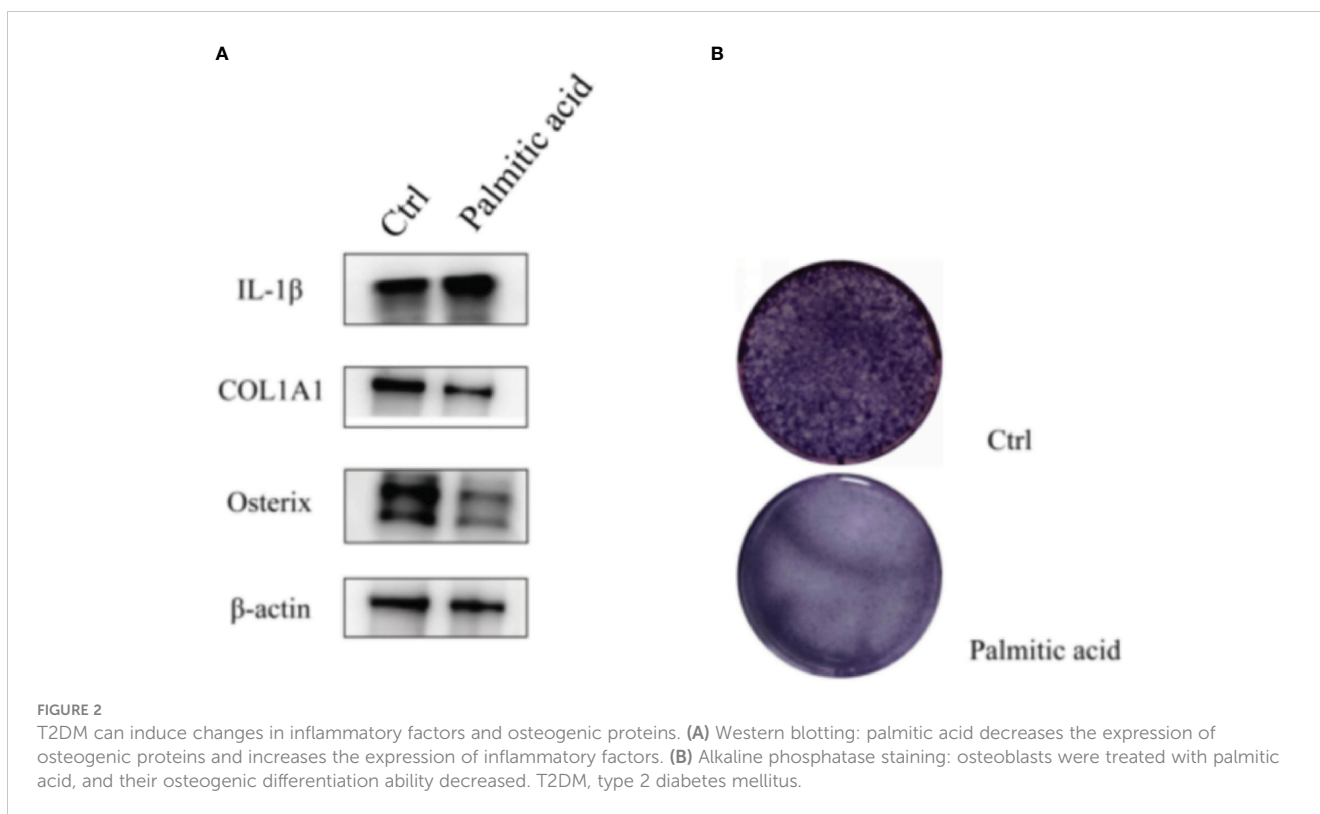 A
B
Ctrl
Palmitic acid
IL-1β
COL1A1
Osterix
β-actin
Ctrl
Palmitic acid
FIGURE 2
T2DM can induce changes in inflammatory factors and osteogenic proteins. (A) Western blotting: palmitic acid decreases the expression of
osteogenic proteins and increases the expression of inflammatory factors. (B) Alkaline phosphatase staining: osteoblasts were treated with palmitic
acid, and their osteogenic differentiation ability decreased. T2DM, type 2 diabetes mellitus.